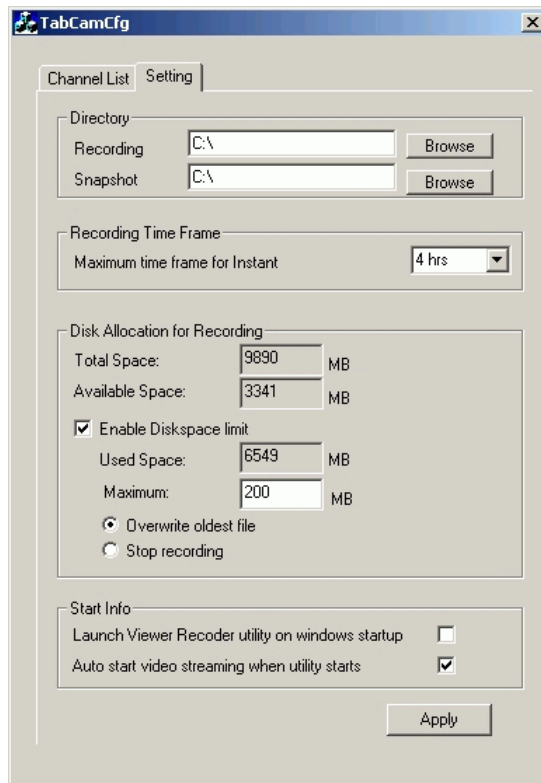 TabCamCfg
Channel List Setting
Directory
Recording C:\ Browse
Snapshot C:\ Browse
Recording Time Frame
Maximum time frame for Instant 4 hrs
Disk Allocation for Recording
Total Space: 9890 MB
Available Space: 3341 MB
Enable Diskspace limit
Used Space: 6549 MB
Maximum: 200 MB
Overwrite oldest file
Stop recording
Start Info
Launch Viewer Recoder utility on windows startup
Auto start video streaming when utility starts
Apply